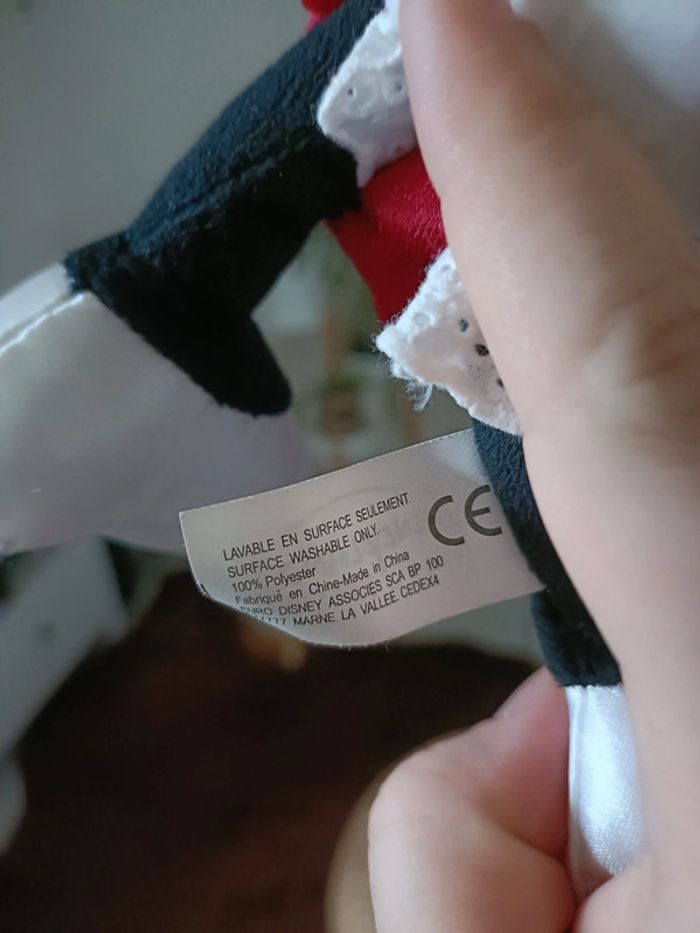 LAVABLE EN SURFACE SEULEMENT.
SURFACE WASHABLE ONLY.
100% Polyester
Fabriqué en Chine-Made in China
EURO DISNEY ASSOCIES SCA BP 100
MARNE LA VALLEE CEDEX4
CE